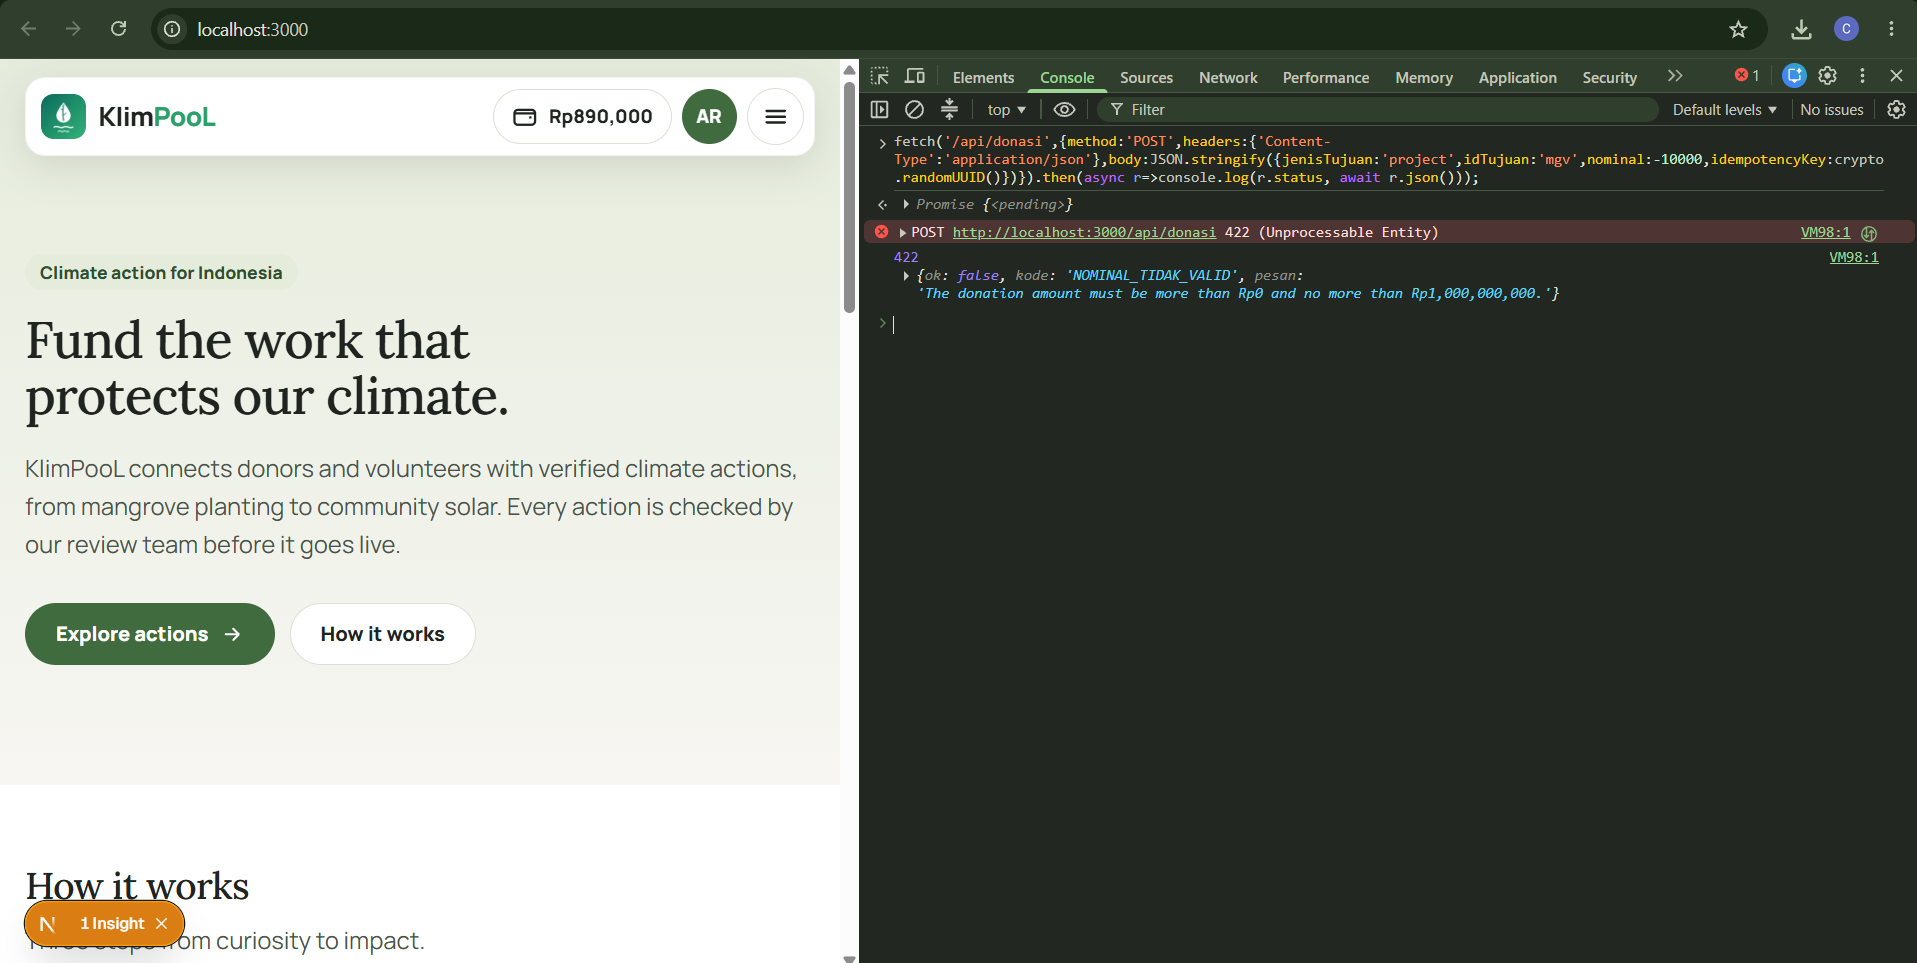 localhost:3000
C
KlimPooL
Rp890,000
AR
Climate action for Indonesia
Fund the work that
protects our climate.
KlimPooL connects donors and volunteers with verified climate actions,
from mangrove planting to community solar. Every action is checked by
our review team before it goes live.
Explore actions →
How it works
How it works
Three steps from curiosity to impact.
N 1 Insight ×
Elements Console Sources Network Performance Memory Application Security 1
top Filter Default levels No issues
fetch('/api/donasi',{method:'POST',headers:{'Content-
Type':'application/json'},body:JSON.stringify({jenisTujuan:'project',idTujuan:'mgv',nominal:-10000,idempotencyKey:crypto
.randomUUID()})}).then(async r=>console.log(r.status, await r.json()));
Promise {<pending>}
POST http://localhost:3000/api/donasi 422 (Unprocessable Entity) VM98:1
422 VM98:1
{ok: false, kode: 'NOMINAL_TIDAK_VALID', pesan:
'The donation amount must be more than Rp0 and no more than Rp1,000,000,000.'}